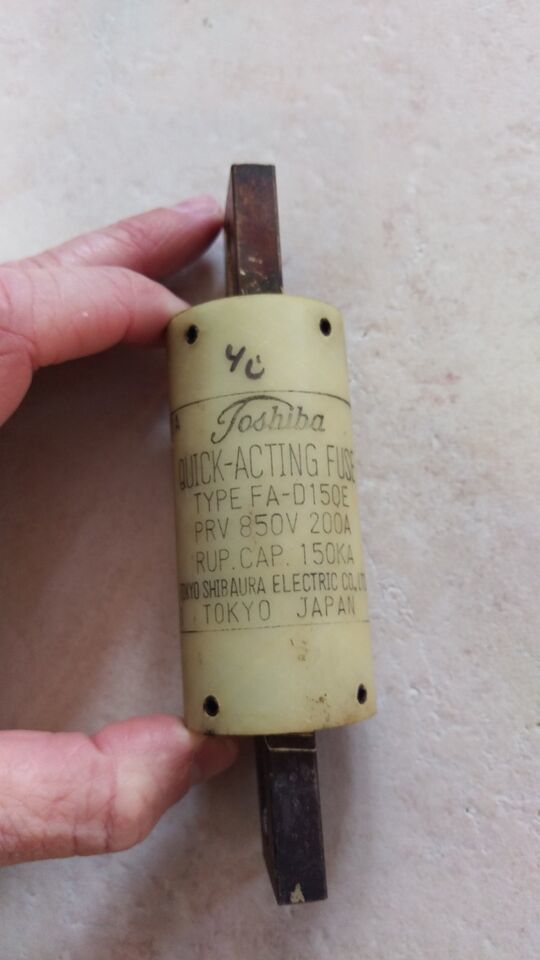 Toshiba
QUICK-ACTING FUSE
TYPE FA-D150E
PRV 850V 200A
RUP. CAP. 150KA
TOKYO SHIBAURA ELECTRIC CO., LTD
TOKYO JAPAN